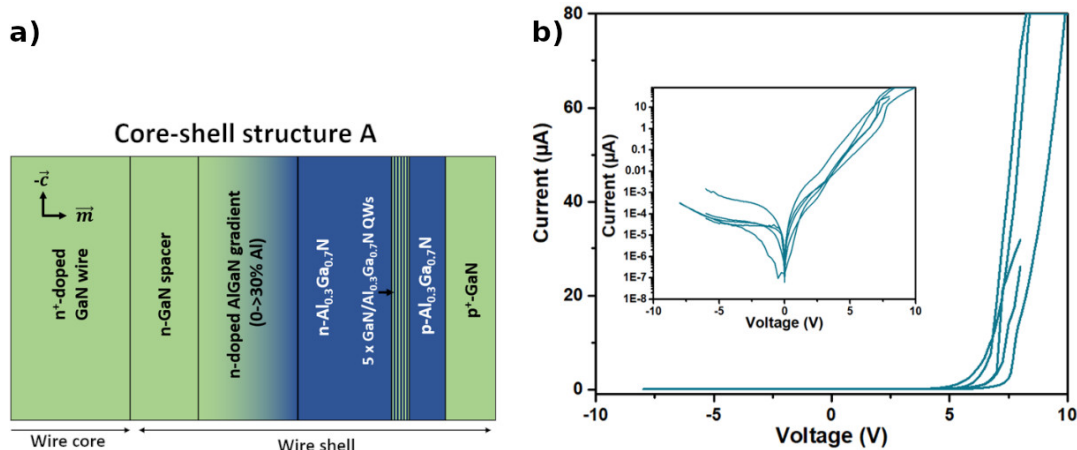 a)
Core-shell structure A
-c
m
n⁺-doped
GaN wire
n-GaN spacer
n-doped AlGaN gradient
(0->30% Al)
n-Al₀.₃Ga₀.₇N
5 x GaN/Al₀.₃Ga₀.₇N QWs
p-Al₀.₃Ga₀.₇N
p⁺-GaN
Wire core
Wire shell
b)
Current (µA)
80
60
40
20
0
-10
-5
0
5
10
Voltage (V)
Current (µA)
10
1
0.1
0.01
1E-3
1E-4
1E-5
1E-6
1E-7
1E-8
-10
-5
0
5
10
Voltage (V)